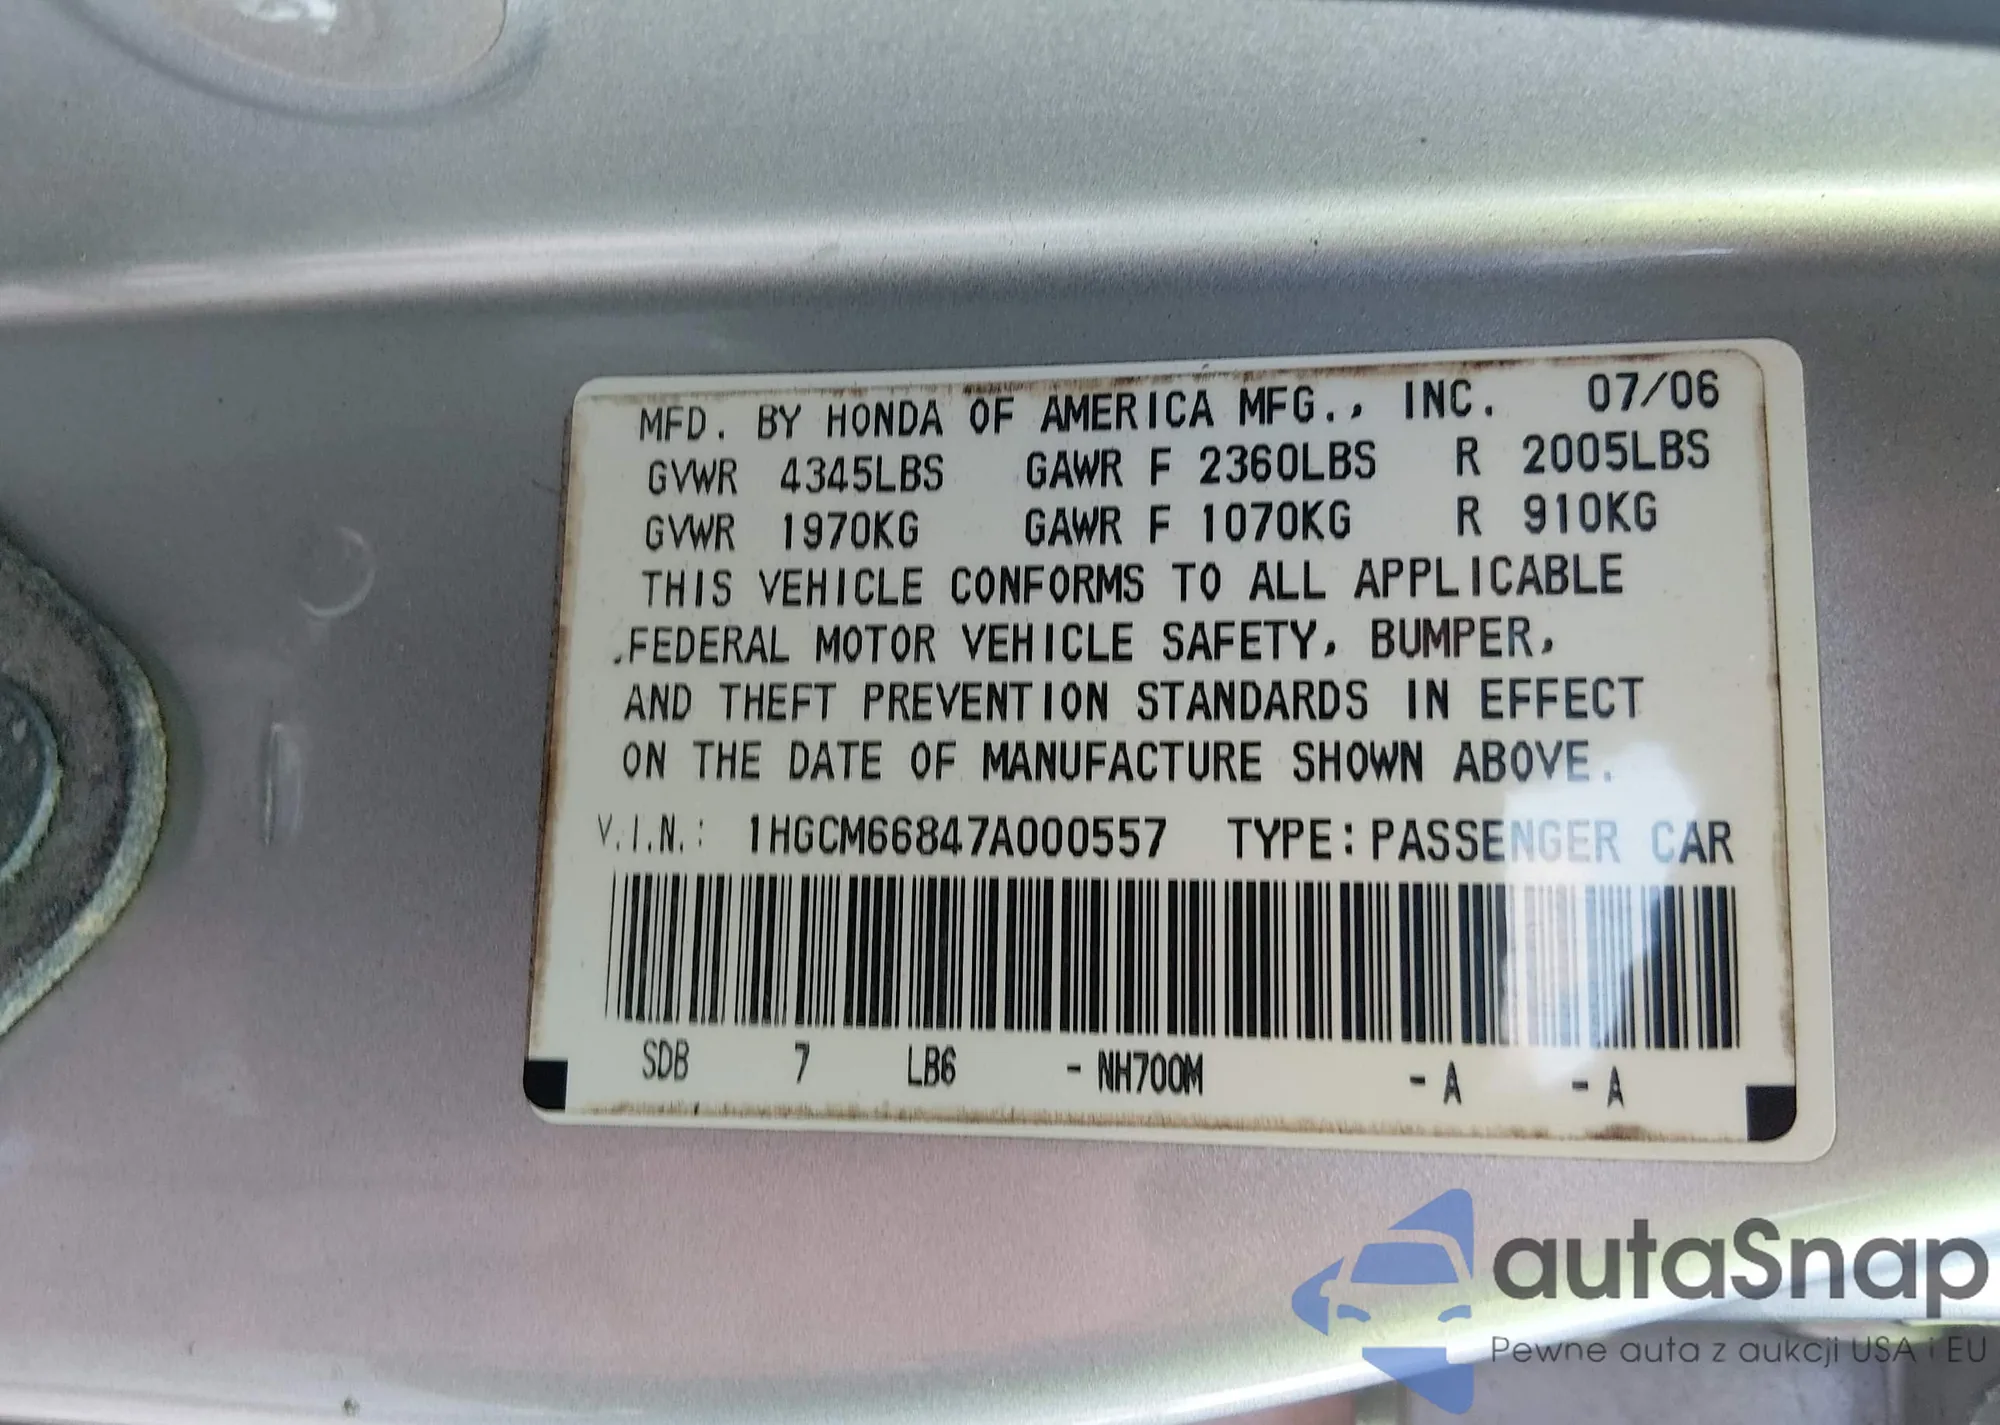 MFD. BY HONDA OF AMERICA MFG., INC. 07/06
GVWR 4345LBS GAWR F 2360LBS R 2005LBS
GVWR 1970KG GAWR F 1070KG R 910KG
THIS VEHICLE CONFORMS TO ALL APPLICABLE
FEDERAL MOTOR VEHICLE SAFETY, BUMPER,
AND THEFT PREVENTION STANDARDS IN EFFECT
ON THE DATE OF MANUFACTURE SHOWN ABOVE.
V.I.N.: 1HGCM66847A000557 TYPE: PASSENGER CAR
SDB 7 LB6 - NH700M - A - A
autaSnap
Pewne auta z aukcji USA i EU